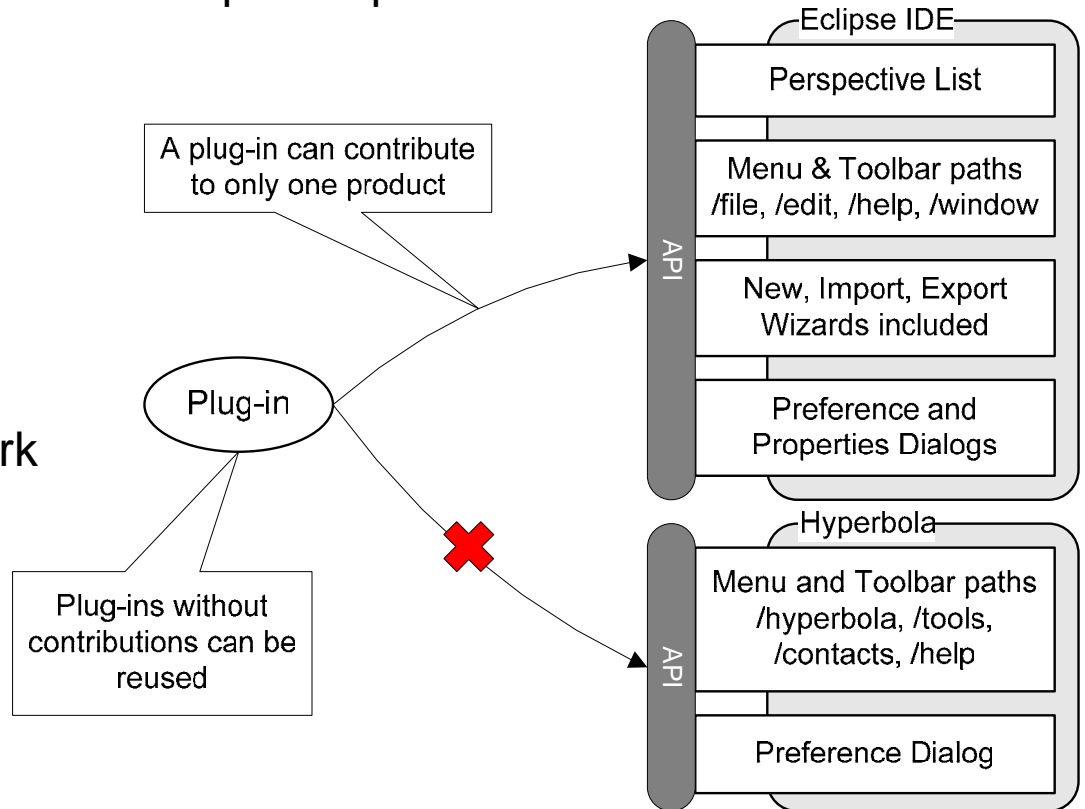 Eclipse IDE
Perspective List
A plug-in can contribute
to only one product
Menu & Toolbar paths
/file, /edit, /help, /window
API
New, Import, Export
Wizards included
Plug-in
Preference and
Properties Dialogs
rk
Hyperbola
Menu and Toolbar paths
/hyperbola, /tools,
/contacts, /help
Plug-ins without
contributions can be
reused
API
Preference Dialog